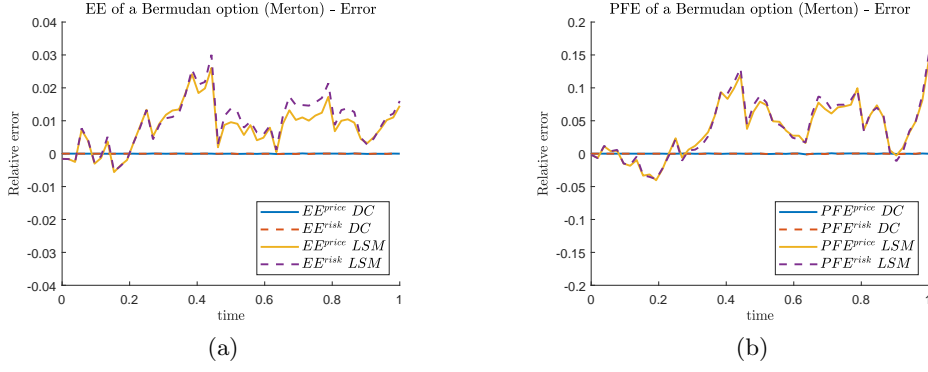 EE of a Bermudan option (Merton) - Error
0.04
0.03
0.02
0.01
0
-0.01
-0.02
-0.03
-0.04
Relative error
0 0.2 0.4 0.6 0.8 1
time
EE^price DC
EE^risk DC
EE^price LSM
EE^risk LSM
(a)
PFE of a Bermudan option (Merton) - Error
0.2
0.15
0.1
0.05
0
-0.05
-0.1
-0.15
-0.2
Relative error
0 0.2 0.4 0.6 0.8 1
time
PFE^price DC
PFE^risk DC
PFE^price LSM
PFE^risk LSM
(b)